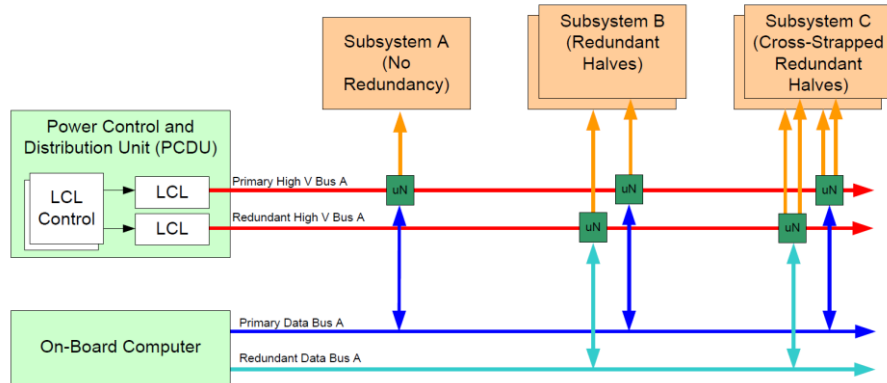 Subsystem A
(No
Redundancy)
Subsystem B
(Redundant
Halves)
Subsystem C
(Cross-Strapped
Redundant
Halves)
Power Control and
Distribution Unit (PCDU)
LCL
Control
LCL
LCL
Primary High V Bus A
Redundant High V Bus A
uN
uN
uN
uN
uN
On-Board Computer
Primary Data Bus A
Redundant Data Bus A